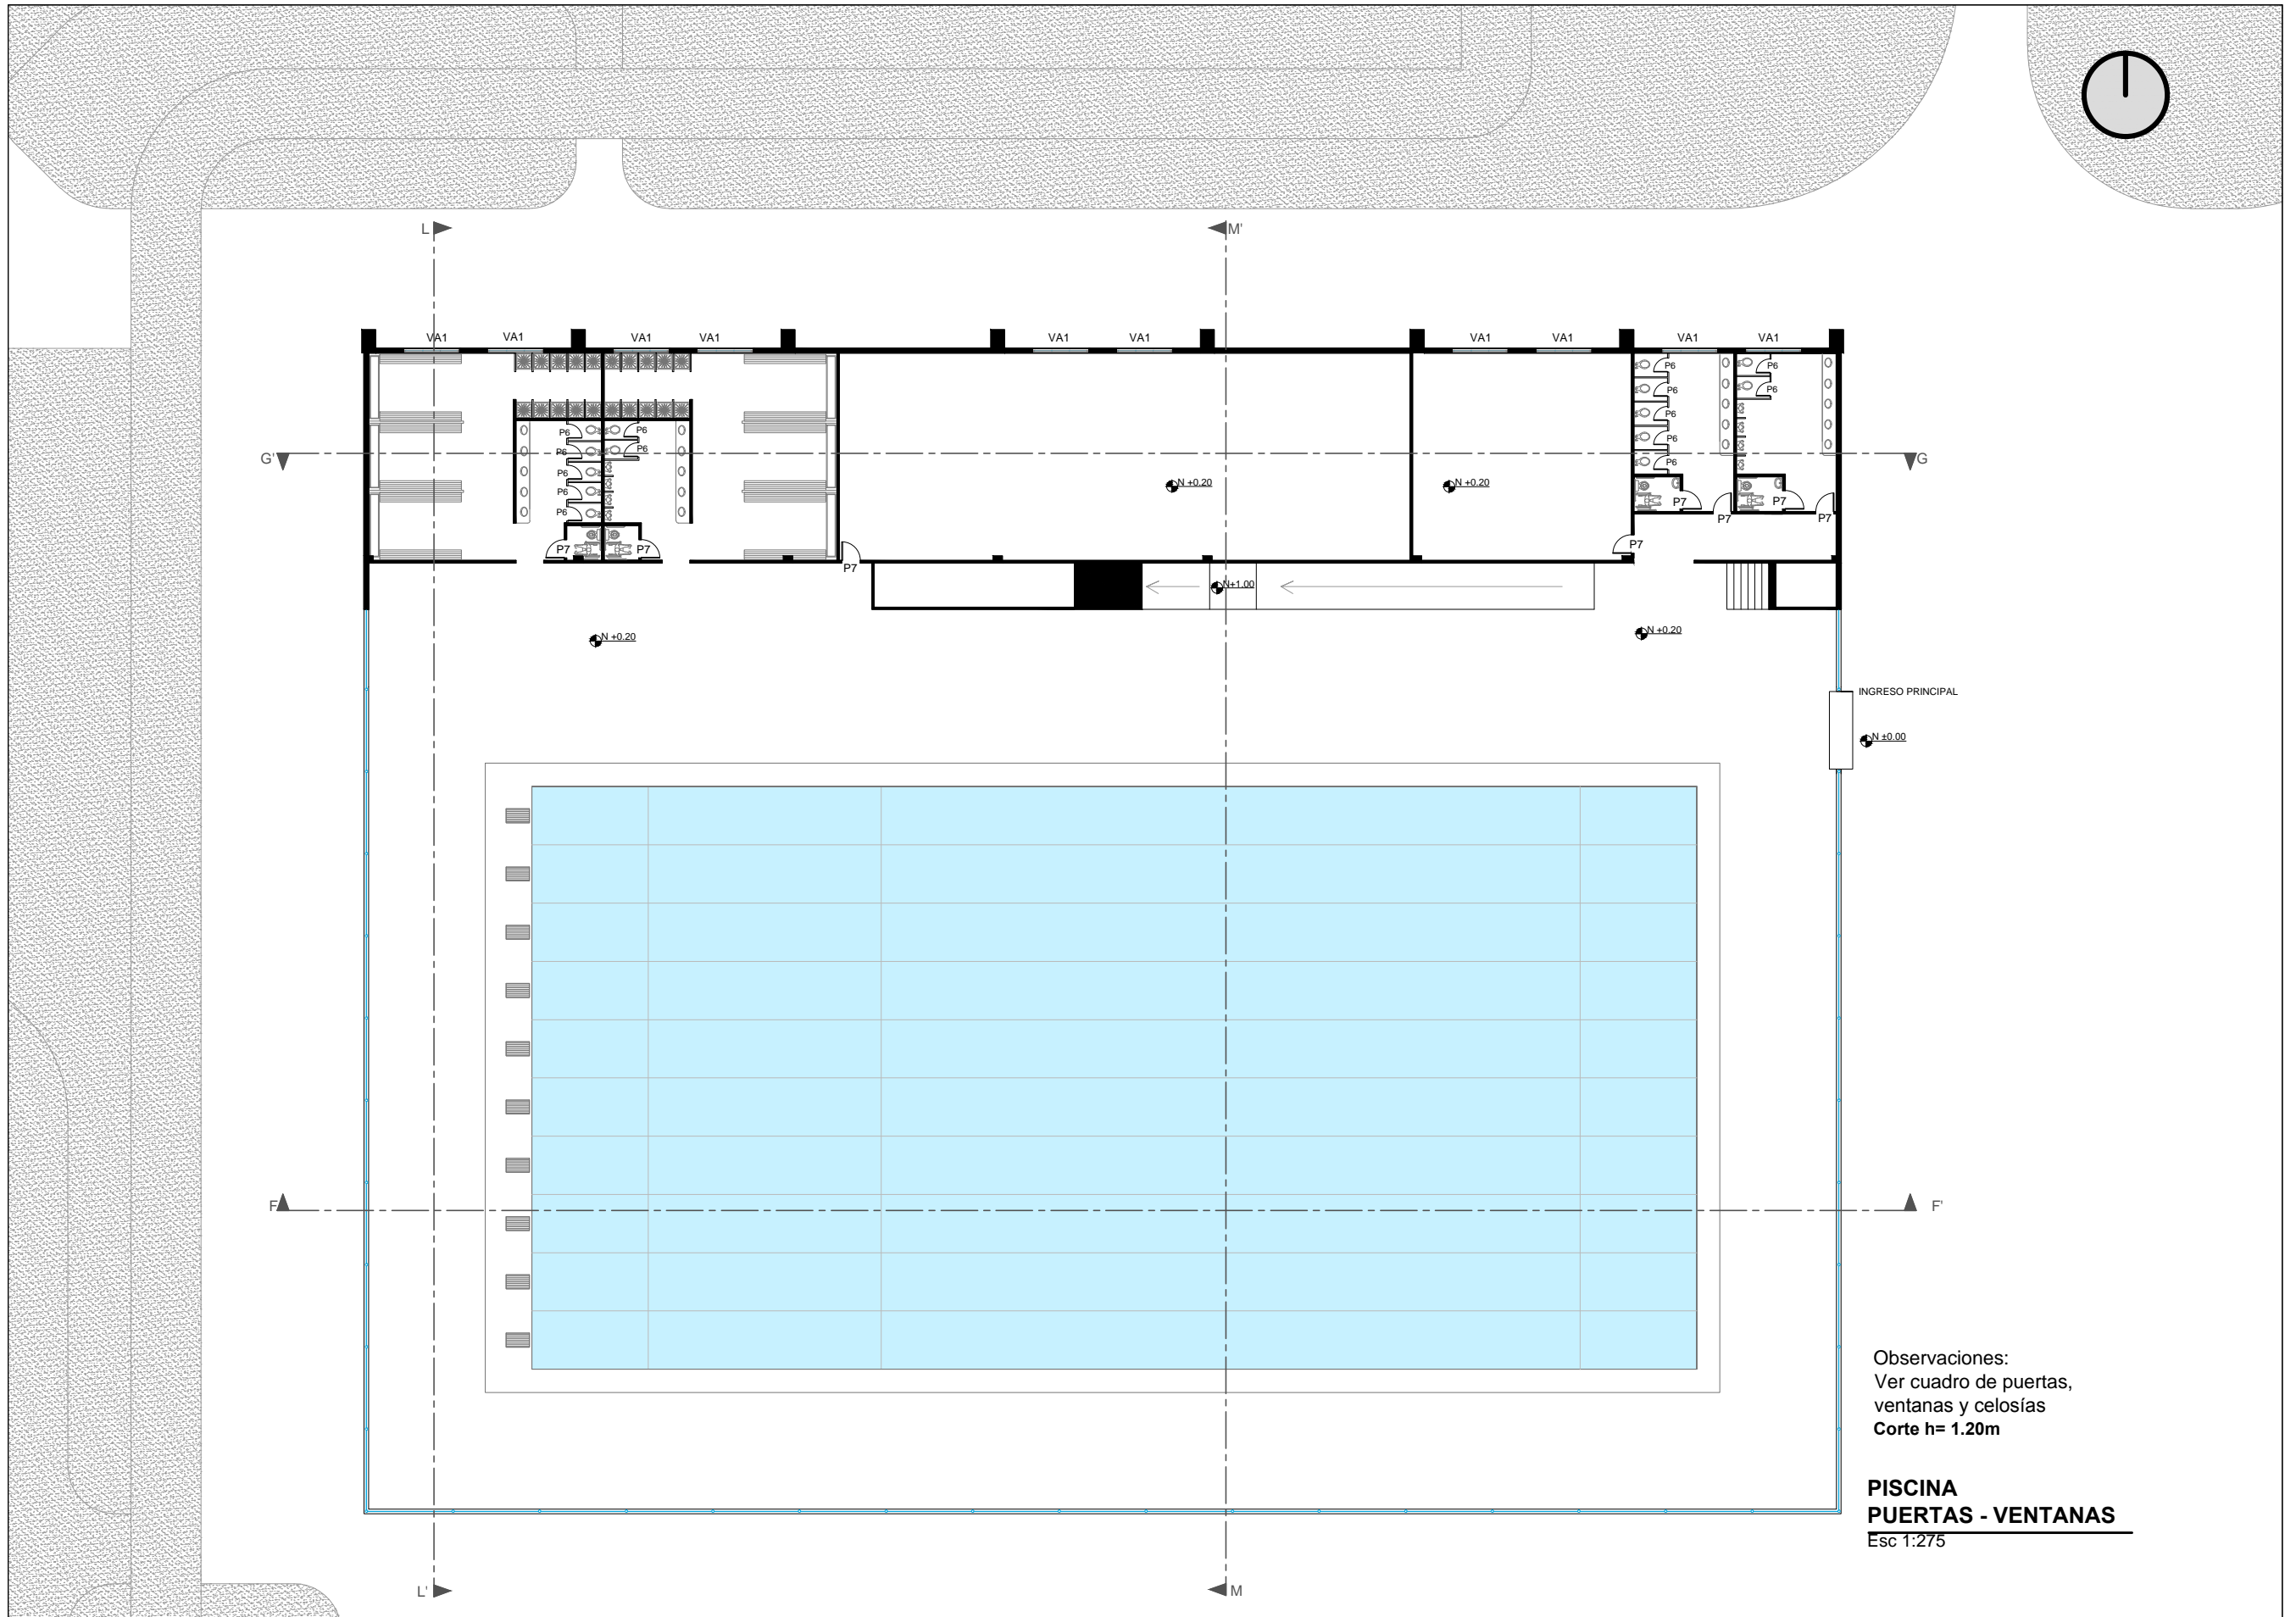 L
M'
VA1
VA1
VA1
VA1
VA1
VA1
VA1
VA1
VA1
VA1
P6
P6
P6
P6
P6
P6
P6
P6
P6
P6
P6
P6
P6
P6
G'
G
N +0.20
N +0.20
P7
P7
P7
P7
P7
P7
P7
P7
P7
N+1.00
N +0.20
N +0.20
INGRESO PRINCIPAL
N ±0.00
F
F'
Observaciones:
Ver cuadro de puertas,
ventanas y celosías
Corte h= 1.20m
PISCINA
PUERTAS - VENTANAS
Esc 1:275
L'
M